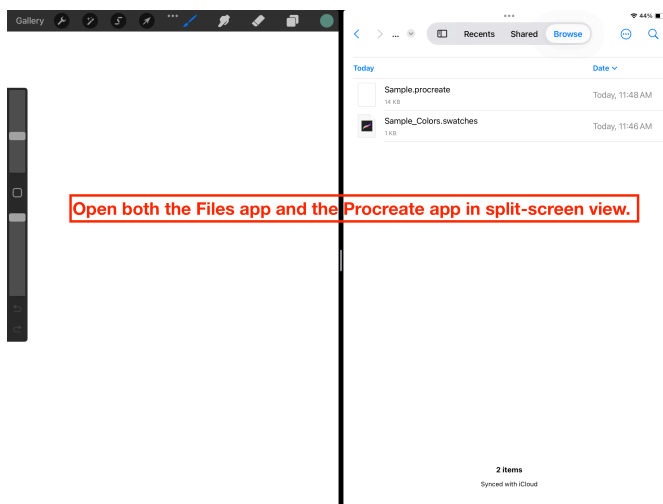 Gallery
44%
...
Recents
Shared
Browse
Today
Date
Sample.procreate
14 KB
Today, 11:48 AM
Sample_Colors.swatches
1 KB
Today, 11:46 AM
Open both the Files app and the Procreate app in split-screen view.
2 items
Synced with iCloud